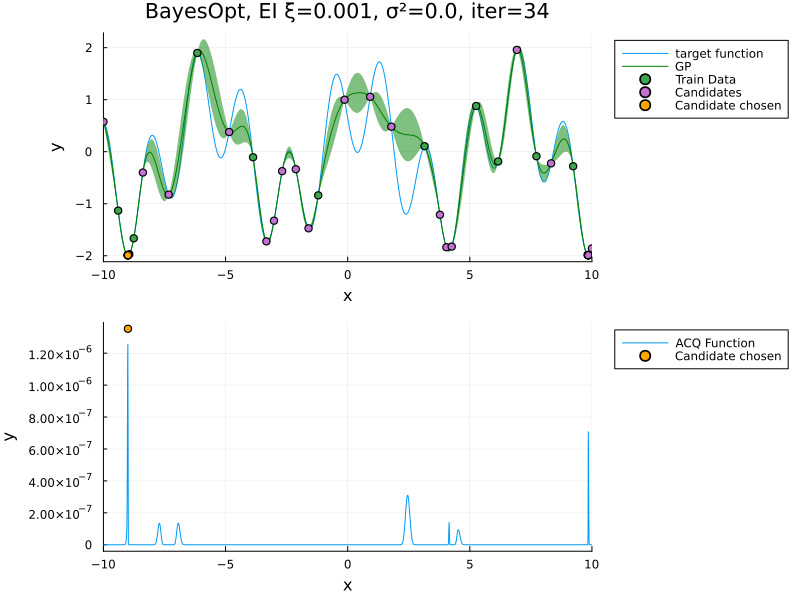 BayesOpt, EI ξ=0.001, σ²=0.0, iter=34
y
2
1
0
−1
−2
−10
−5
0
5
10
x
target function
GP
Train Data
Candidates
Candidate chosen
y
1.20×10⁻⁶
1.00×10⁻⁶
8.00×10⁻⁷
6.00×10⁻⁷
4.00×10⁻⁷
2.00×10⁻⁷
0
−10
−5
0
5
10
x
ACQ Function
Candidate chosen